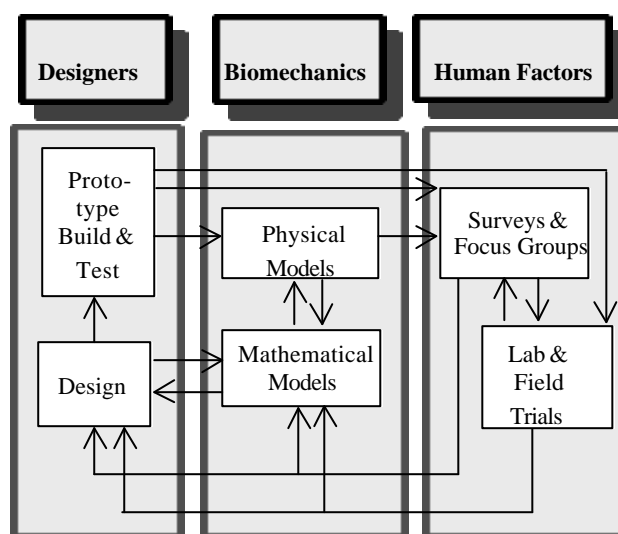 Designers
Biomechanics
Human Factors
Proto-
type
Build &
Test
Design
Physical
Models
Mathematical
Models
Surveys &
Focus Groups
Lab &
Field
Trials